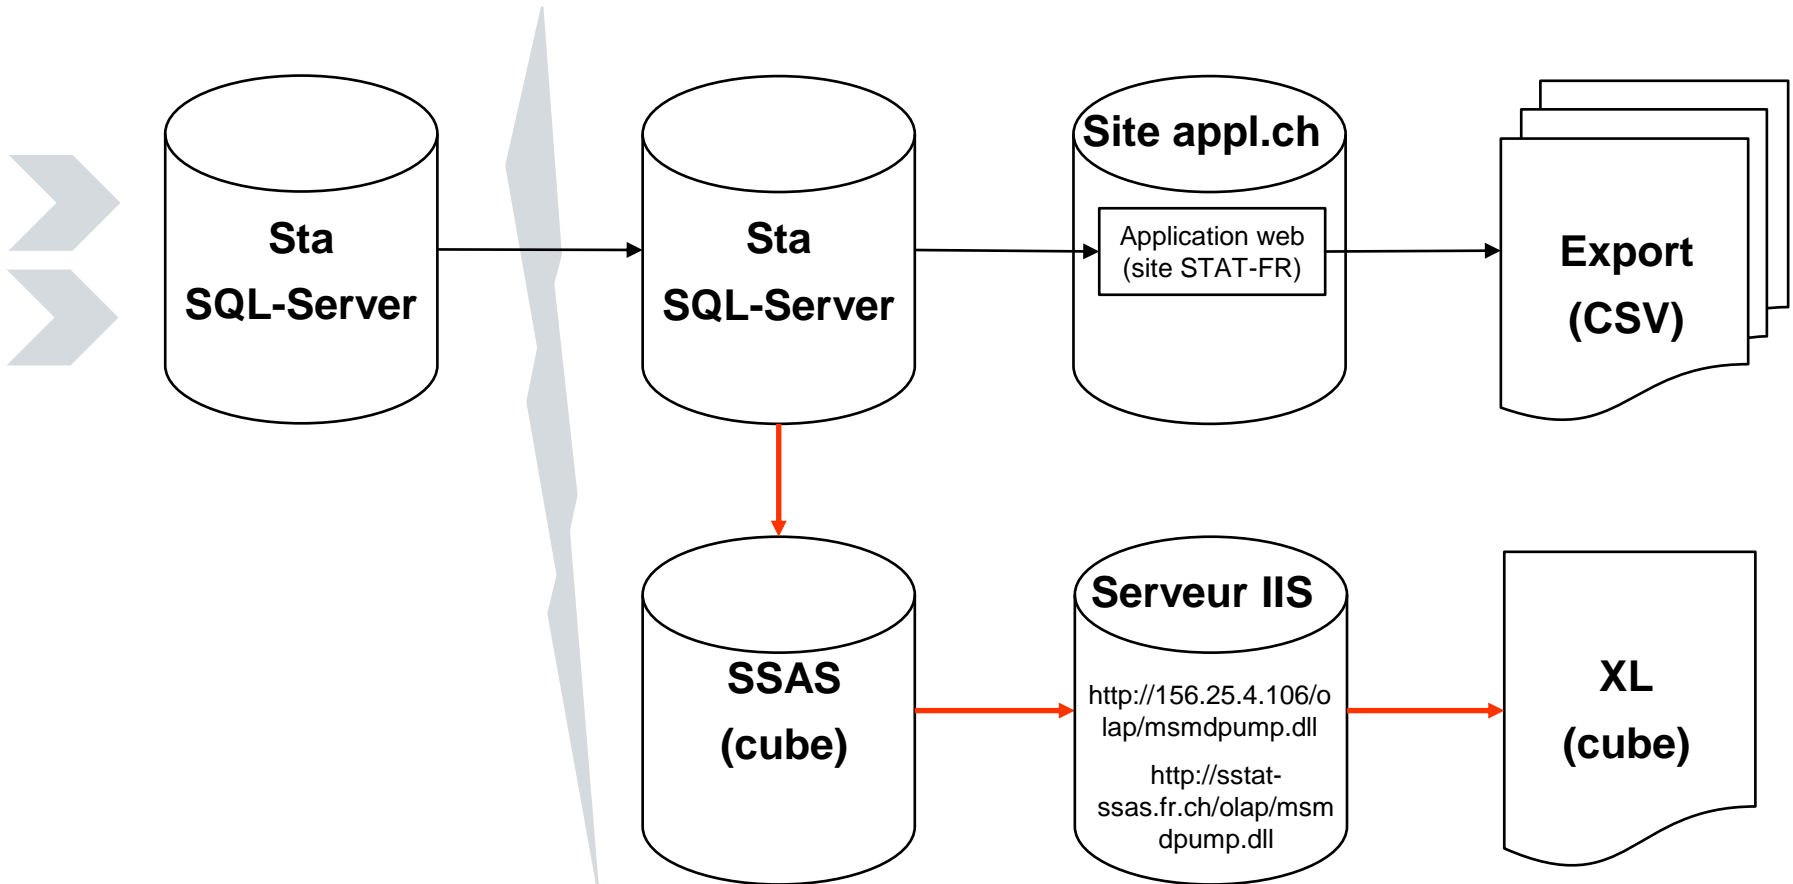 Sta
SQL-Server
Sta
SQL-Server
Site appl.ch
Application web
(site STAT-FR)
Export
(CSV)
SSAS
(cube)
Serveur IIS
http://156.25.4.106/o
lap/msmdpump.dll
http://sstat-
ssas.fr.ch/olap/msm
dpump.dll
XL
(cube)